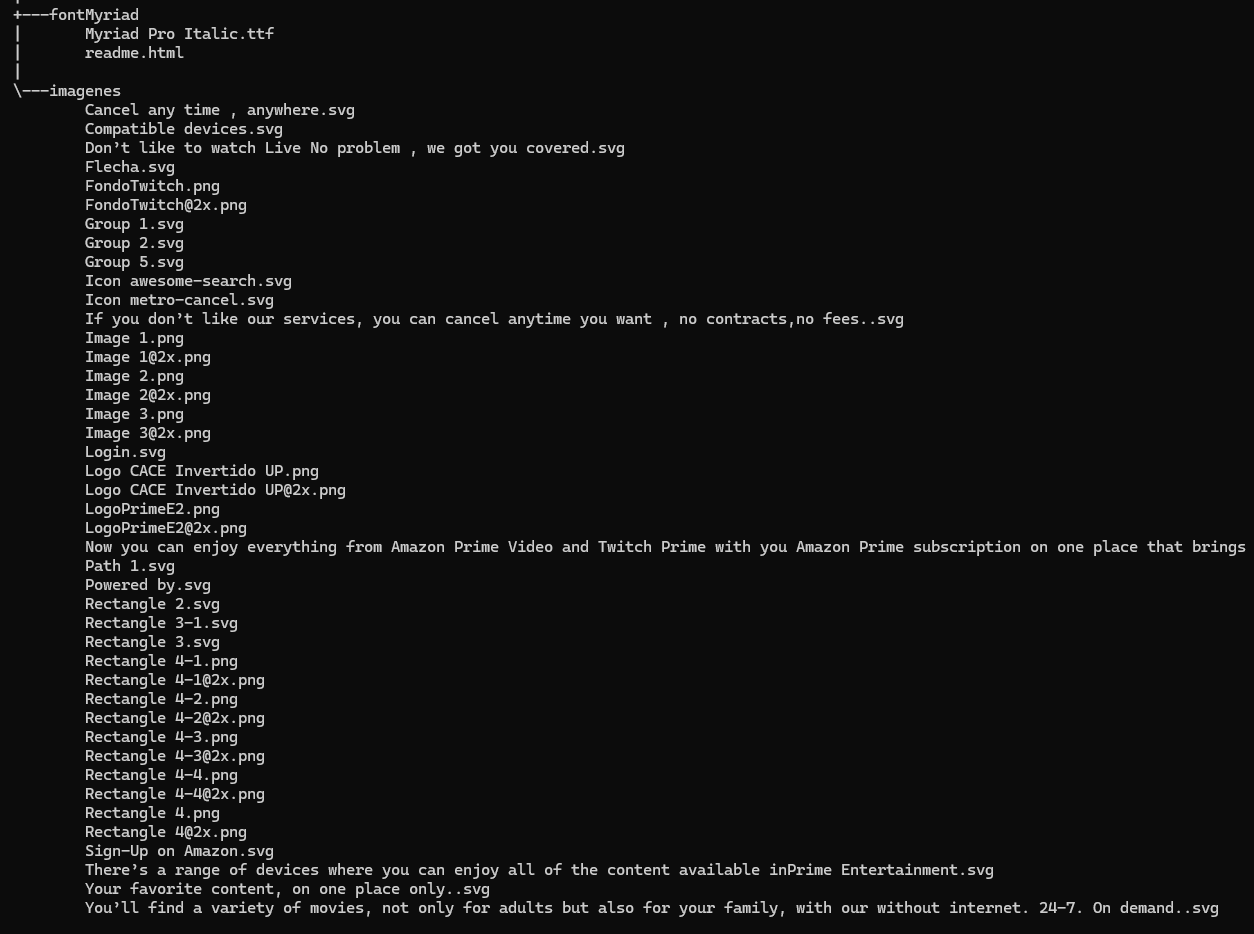 +---fontMyriad
|       Myriad Pro Italic.ttf
|       readme.html
|
\---imagenes
        Cancel any time , anywhere.svg
        Compatible devices.svg
        Don’t like to watch Live No problem , we got you covered.svg
        Flecha.svg
        FondoTwitch.png
        FondoTwitch@2x.png
        Group 1.svg
        Group 2.svg
        Group 5.svg
        Icon awesome-search.svg
        Icon metro-cancel.svg
        If you don’t like our services, you can cancel anytime you want , no contracts,no fees..svg
        Image 1.png
        Image 1@2x.png
        Image 2.png
        Image 2@2x.png
        Image 3.png
        Image 3@2x.png
        Login.svg
        Logo CACE Invertido UP.png
        Logo CACE Invertido UP@2x.png
        LogoPrimeE2.png
        LogoPrimeE2@2x.png
        Now you can enjoy everything from Amazon Prime Video and Twitch Prime with you Amazon Prime subscription on one place that brings
        Path 1.svg
        Powered by.svg
        Rectangle 2.svg
        Rectangle 3-1.svg
        Rectangle 3.svg
        Rectangle 4-1.png
        Rectangle 4-1@2x.png
        Rectangle 4-2.png
        Rectangle 4-2@2x.png
        Rectangle 4-3.png
        Rectangle 4-3@2x.png
        Rectangle 4-4.png
        Rectangle 4-4@2x.png
        Rectangle 4.png
        Rectangle 4@2x.png
        Sign-Up on Amazon.svg
        There’s a range of devices where you can enjoy all of the content available inPrime Entertainment.svg
        Your favorite content, on one place only..svg
        You’ll find a variety of movies, not only for adults but also for your family, with our without internet. 24-7. On demand..svg